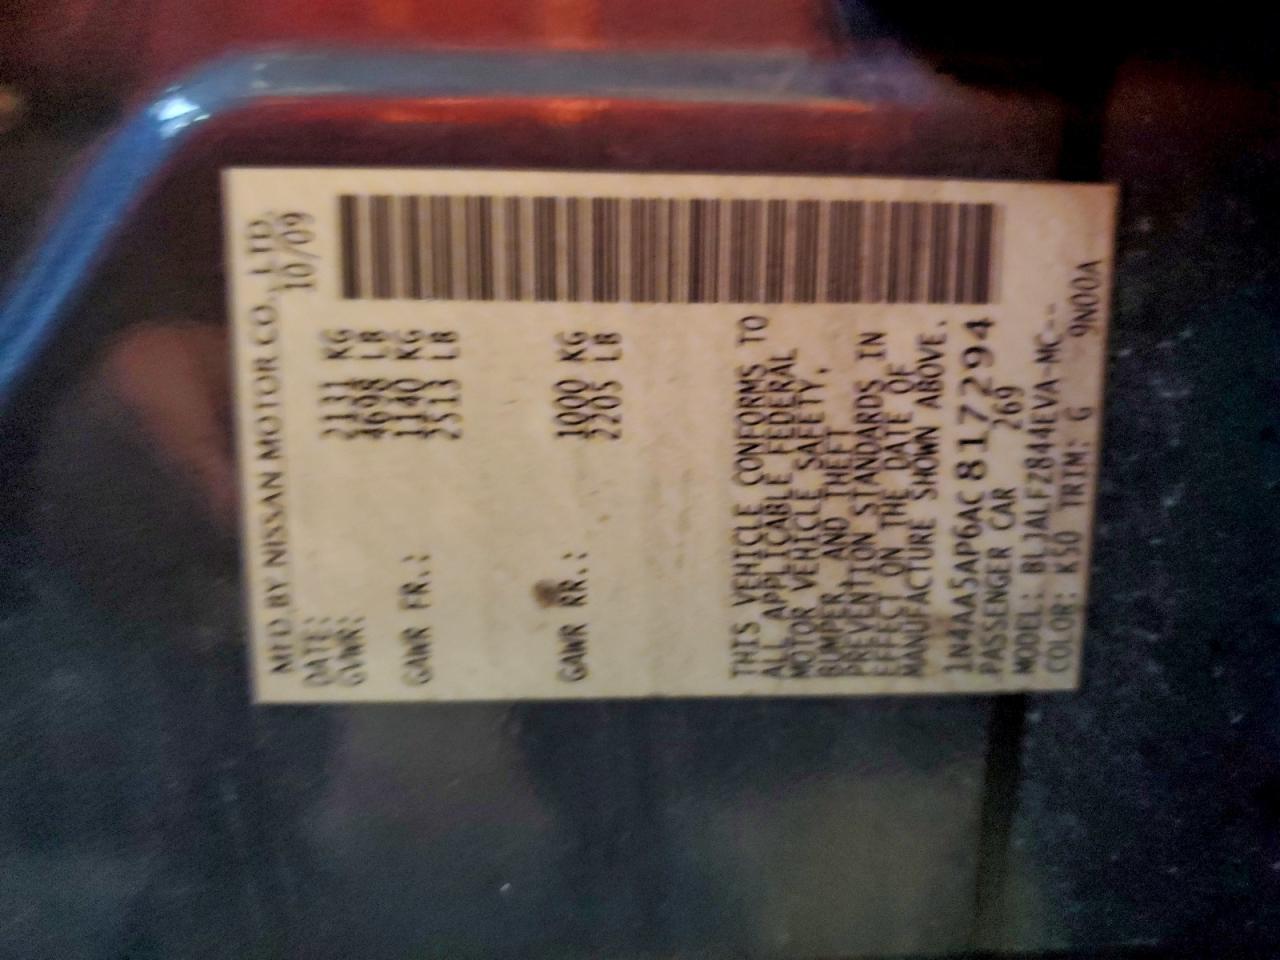 MFD BY NISSAN MOTOR CO., LTD.
DATE: 10/09
GVWR: 2131 KG
4698 LB
GAWR FR.: 1140 KG
2513 LB
GAWR RR.: 1000 KG
2205 LB
THIS VEHICLE CONFORMS TO
ALL APPLICABLE FEDERAL
MOTOR VEHICLE SAFETY,
BUMPER, AND THEFT
PREVENTION STANDARDS IN
EFFECT ON THE DATE OF
MANUFACTURE SHOWN ABOVE.
1N4AA5AP6AC817294
PASSENGER CAR 269
MODEL: BLJALFZ844EVA-MC--
COLOR: K50 TRIM: G 9N00A